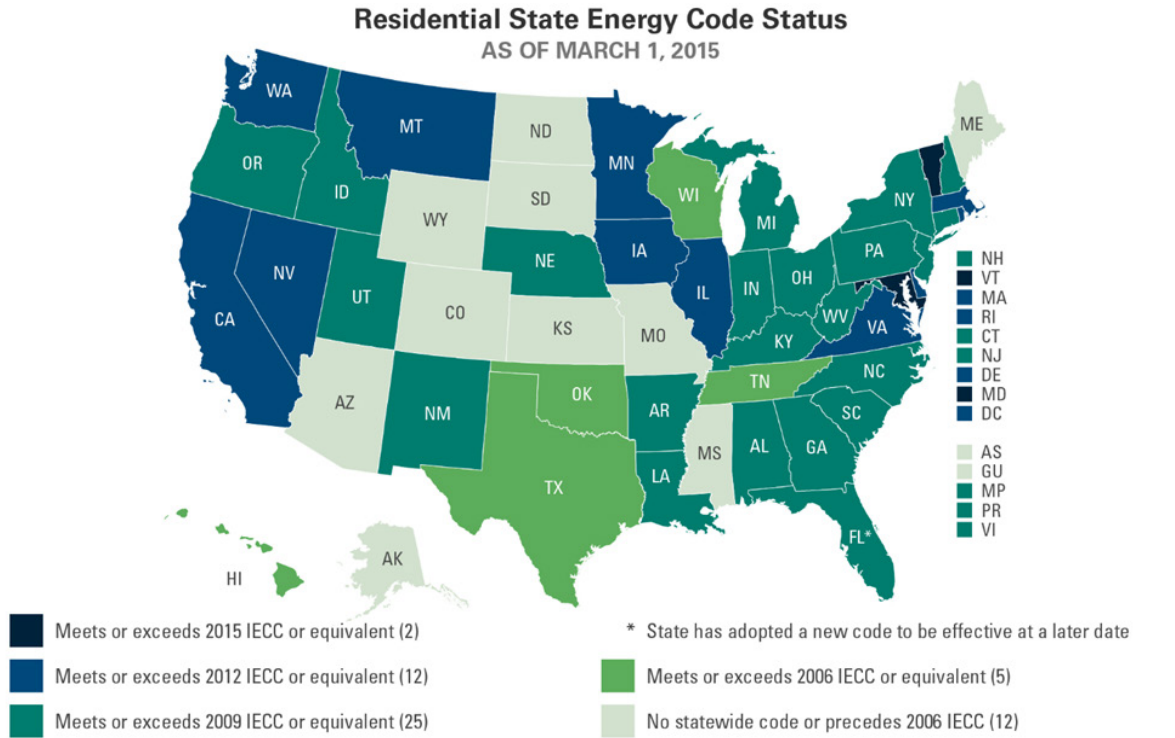 Residential State Energy Code Status
AS OF MARCH 1, 2015
WA
MT
ND
MN
ME
OR
ID
WY
SD
WI
MI
NY
NV
UT
NE
IA
PA
CA
CO
KS
MO
IL
IN
OH
WV
VA
KY
AZ
NM
OK
AR
TN
NC
SC
TX
LA
MS
AL
GA
FL*
HI
AK
NH
VT
MA
RI
CT
NJ
DE
MD
DC
AS
GU
MP
PR
VI
Meets or exceeds 2015 IECC or equivalent (2)
Meets or exceeds 2012 IECC or equivalent (12)
Meets or exceeds 2009 IECC or equivalent (25)
* State has adopted a new code to be effective at a later date
Meets or exceeds 2006 IECC or equivalent (5)
No statewide code or precedes 2006 IECC (12)